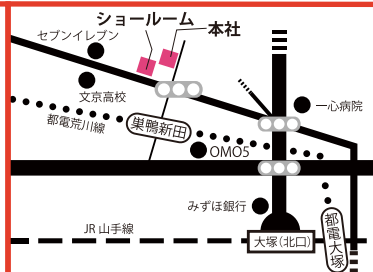 ショールーム
本社
セブンイレブン
文京高校
都電荒川線
巣鴨新田
一心病院
OMO5
みずほ銀行
大塚(北口)
都電大塚
JR 山手線